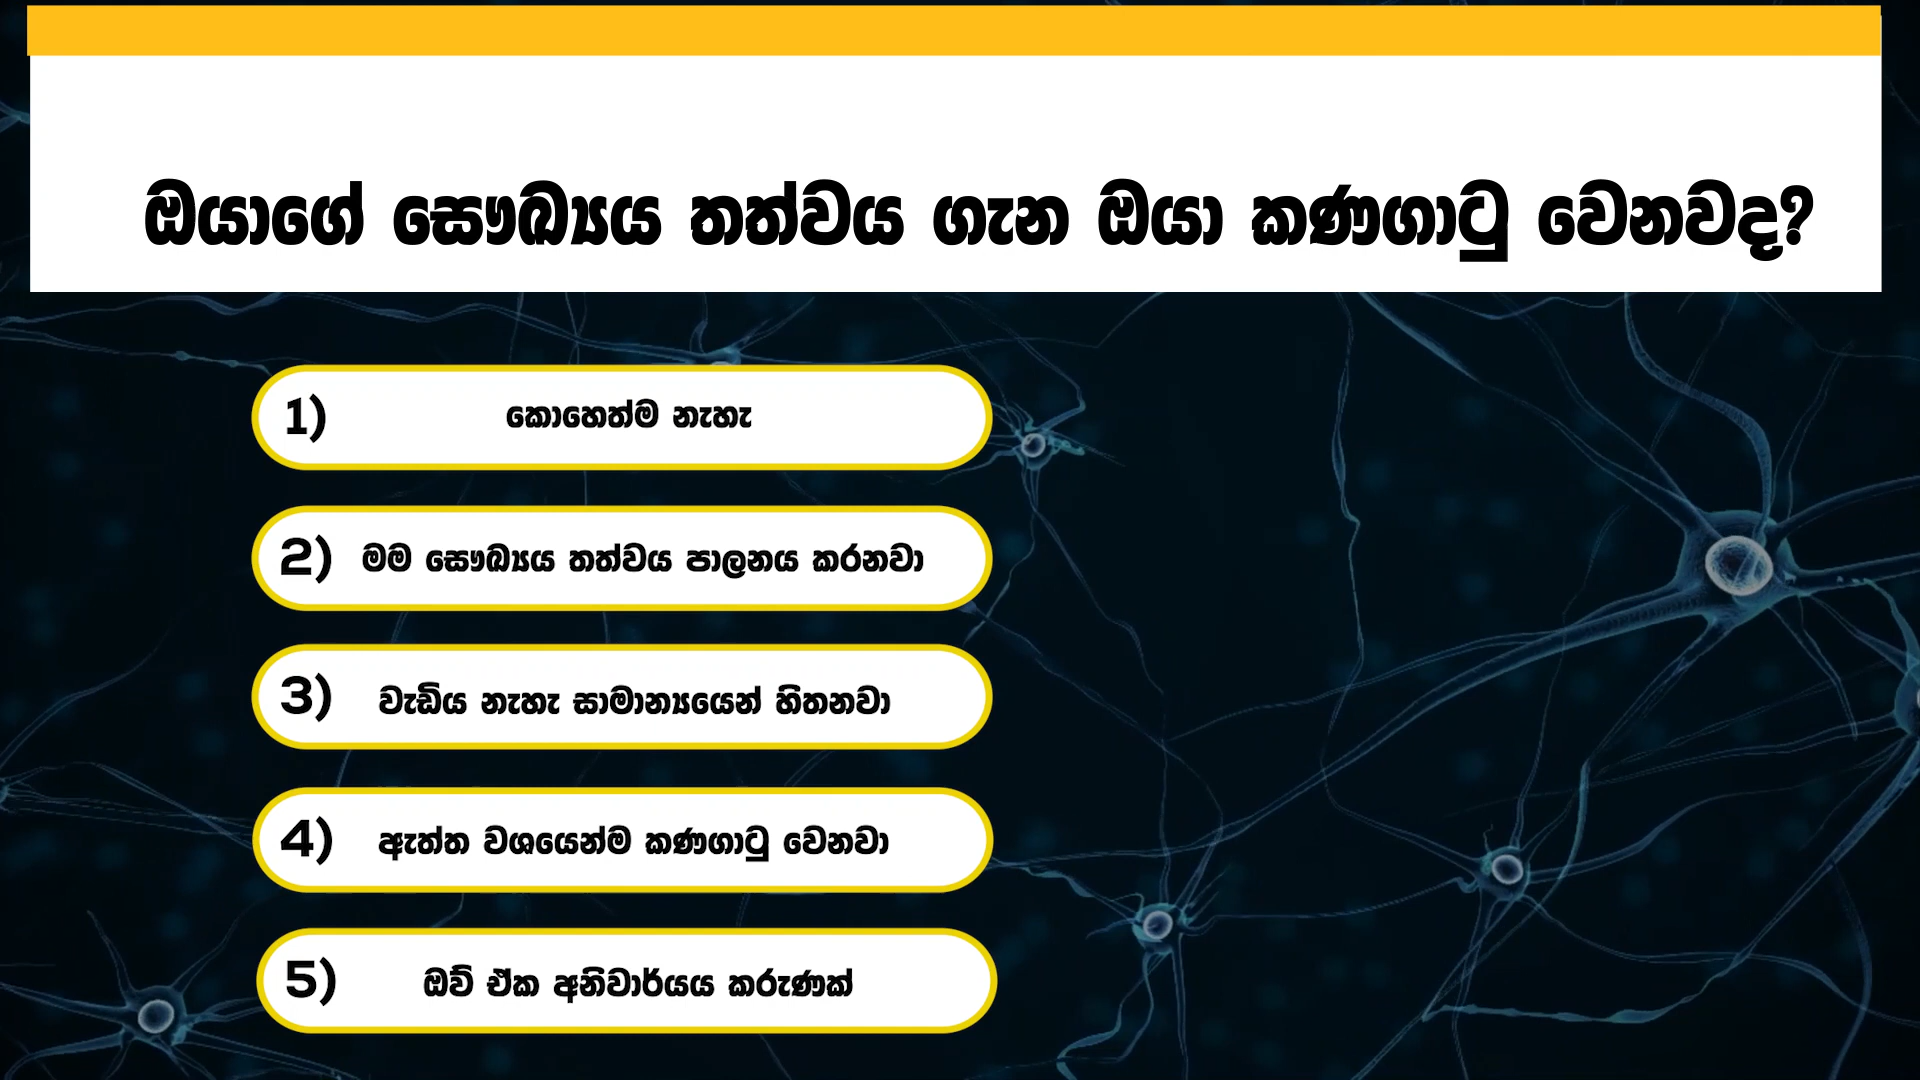 ඔයාගේ සෞඛ්‍යය තත්වය ගැන ඔයා කණගාටු වෙනවද?
1) කොහෙත්ම නැහැ
2) මම සෞඛ්‍යය තත්වය පාලනය කරනවා
3) වැඩිය නැහැ සාමාන්‍යයෙන් හිතනවා
4) ඇත්ත වශයෙන්ම කණගාටු වෙනවා
5) ඔව් ඒක අනිවාර්යය කරුණක්